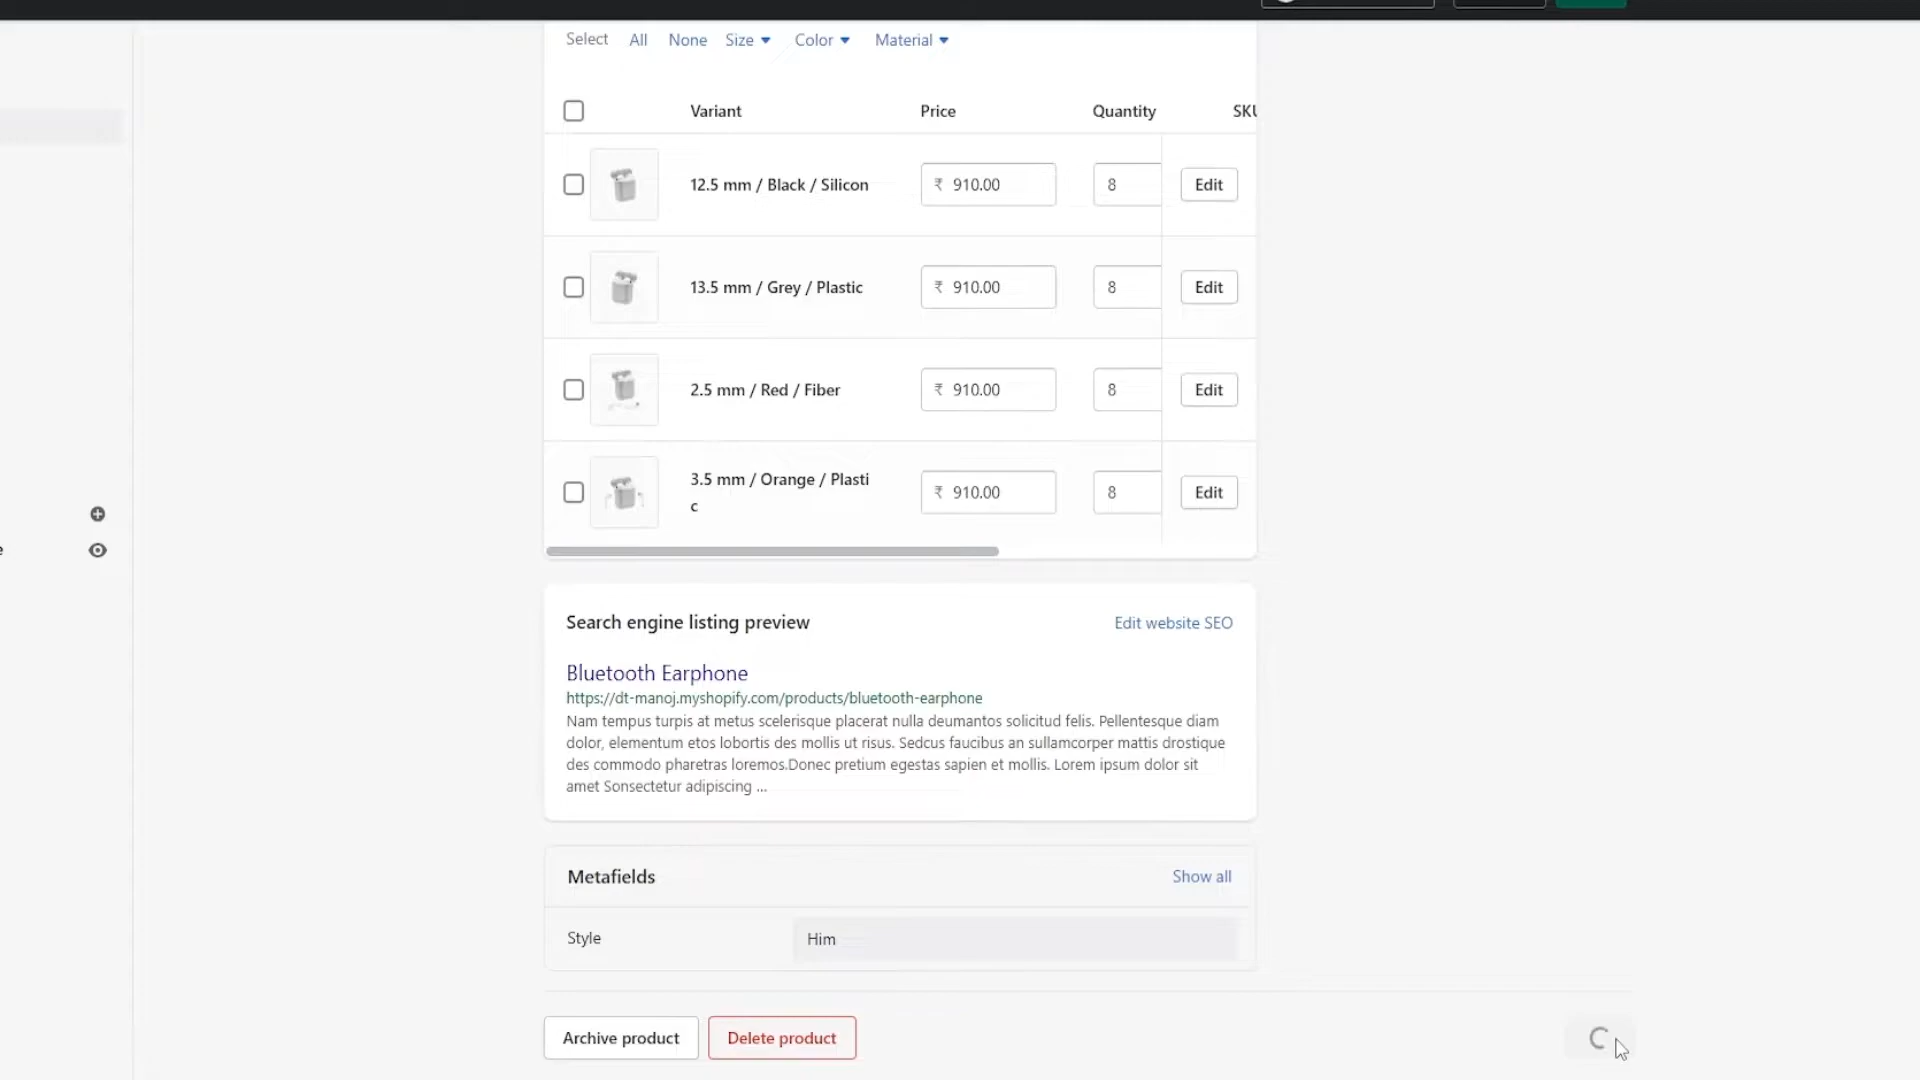 Select All None Size Color Material
Variant Price Quantity SKU
12.5 mm / Black / Silicon ₹ 910.00 8 Edit
13.5 mm / Grey / Plastic ₹ 910.00 8 Edit
2.5 mm / Red / Fiber ₹ 910.00 8 Edit
3.5 mm / Orange / Plasti
c ₹ 910.00 8 Edit
e
Search engine listing preview Edit website SEO
Bluetooth Earphone
https://dt-manoj.myshopify.com/products/bluetooth-earphone
Nam tempus turpis at metus scelerisque placerat nulla deumantos solicitud felis. Pellentesque diam
dolor, elementum etos lobortis des mollis ut risus. Sedcus faucibus an sullamcorper mattis drostique
des commodo pharetras loremos.Donec pretium egestas sapien et mollis. Lorem ipsum dolor sit
amet Sonsectetur adipiscing ...
Metafields Show all
Style Him
Archive product Delete product